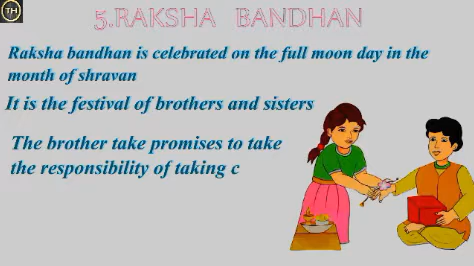 TH
5.RAKSHA BANDHAN
Raksha bandhan is celebrated on the full moon day in the
month of shravan
It is the festival of brothers and sisters
The brother take promises to take
the responsibility of taking c